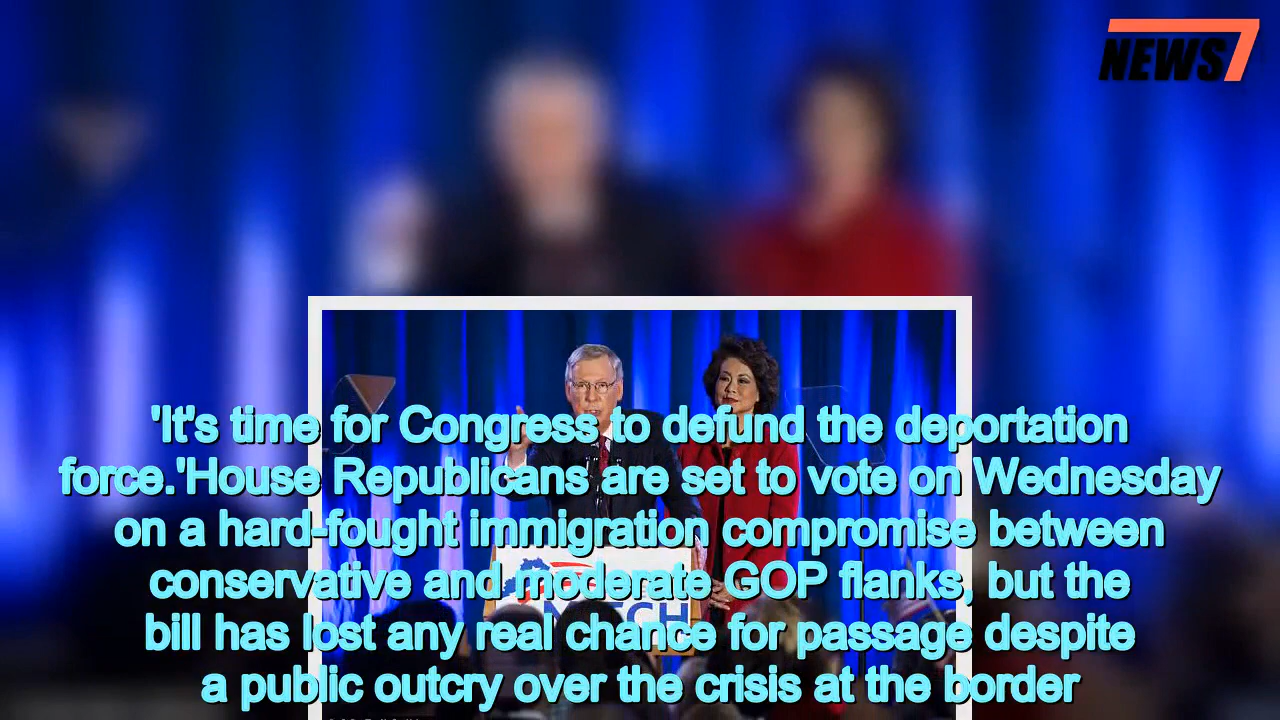 NEWS7
'It's time for Congress to defund the deportation
force.'House Republicans are set to vote on Wednesday
on a hard-fought immigration compromise between
conservative and moderate GOP flanks, but the
bill has lost any real chance for passage despite
a public outcry over the crisis at the border